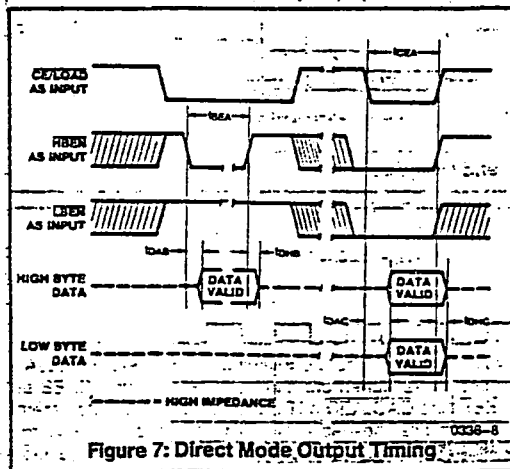 CE/LOAD
AS INPUT
tCEA
HBEN
AS INPUT
tBEA
LBEN
AS INPUT
tDAB
tDHB
HIGH BYTE
DATA
DATA
VALID
DATA
VALID
tDAC
tDHC
LOW BYTE
DATA
DATA
VALID
= HIGH IMPEDANCE
0336-8
Figure 7: Direct Mode Output Timing